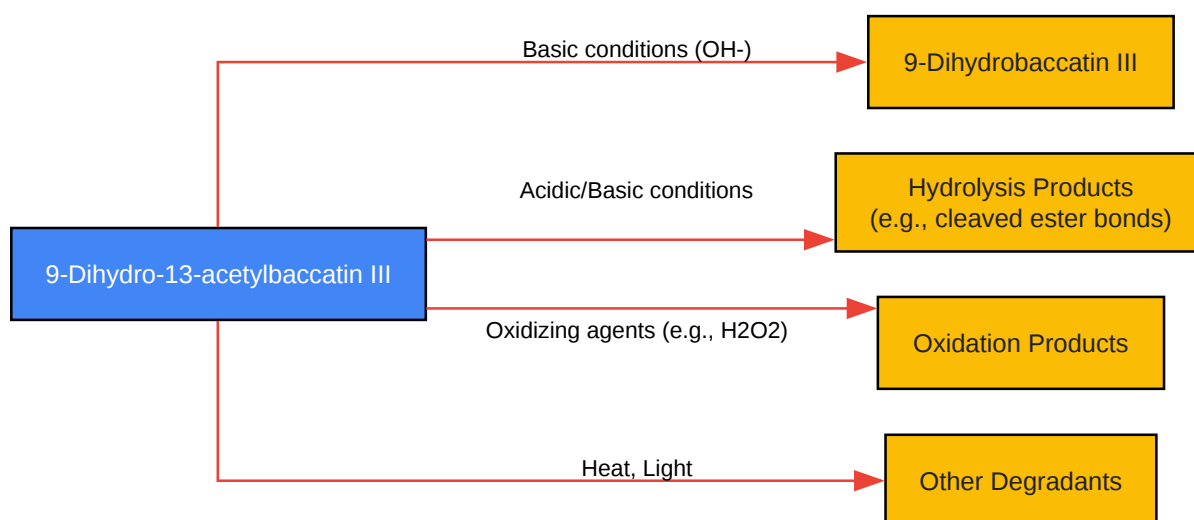 Basic conditions (OH-)
9-Dihydrobaccatin III
Acidic/Basic conditions
Hydrolysis Products
(e.g., cleaved ester bonds)
9-Dihydro-13-acetylbaccatin III
Oxidizing agents (e.g., H2O2)
Oxidation Products
Heat, Light
Other Degradants